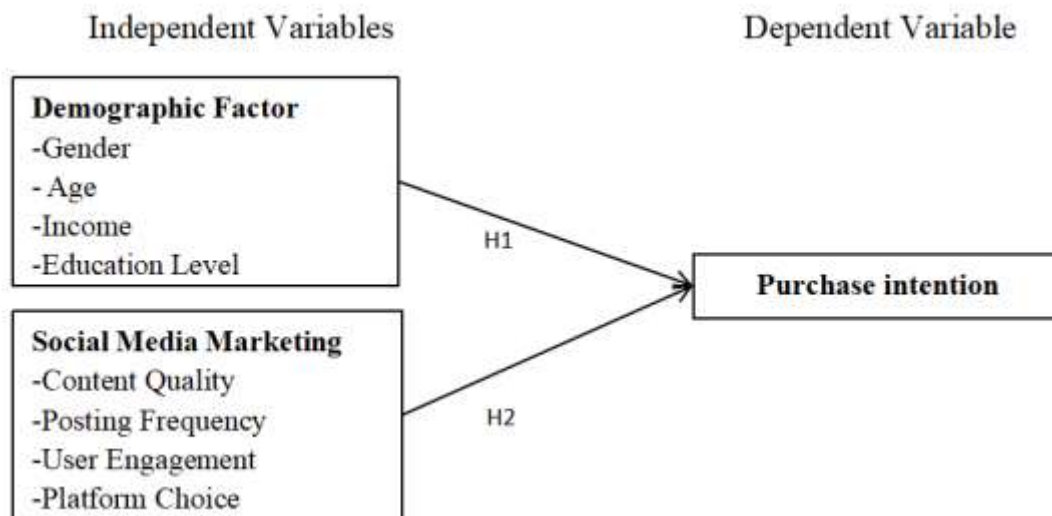 Independent Variables
Dependent Variable
Demographic Factor
-Gender
- Age
-Income
-Education Level
H1
Purchase intention
Social Media Marketing
-Content Quality
-Posting Frequency
-User Engagement
-Platform Choice
H2